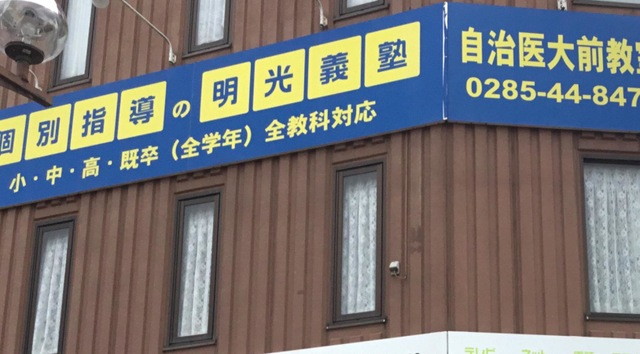 個別指導の明光義塾
小・中・高・既卒（全学年）全教科対応
自治医大前教室
0285-44-847